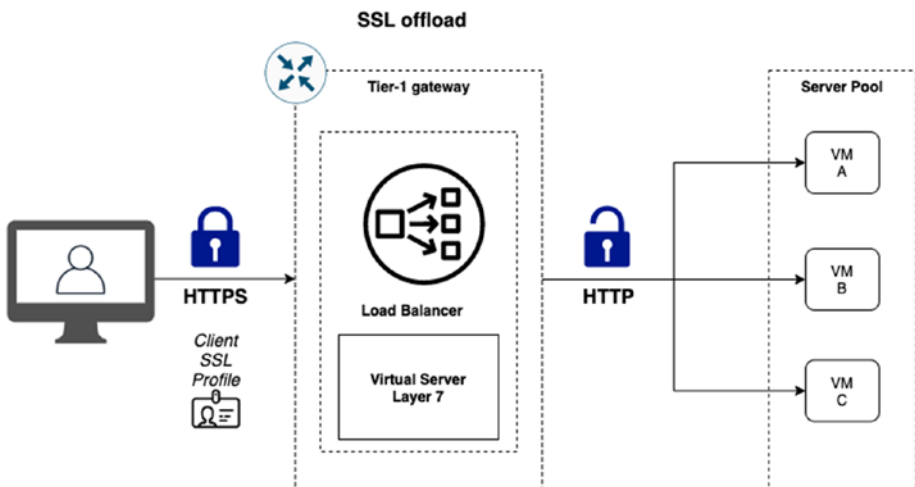 SSL offload
Tier-1 gateway
Server Pool
VM
A
HTTPS
HTTP
VM
B
Load Balancer
Client
SSL
Profile
Virtual Server
Layer 7
VM
C